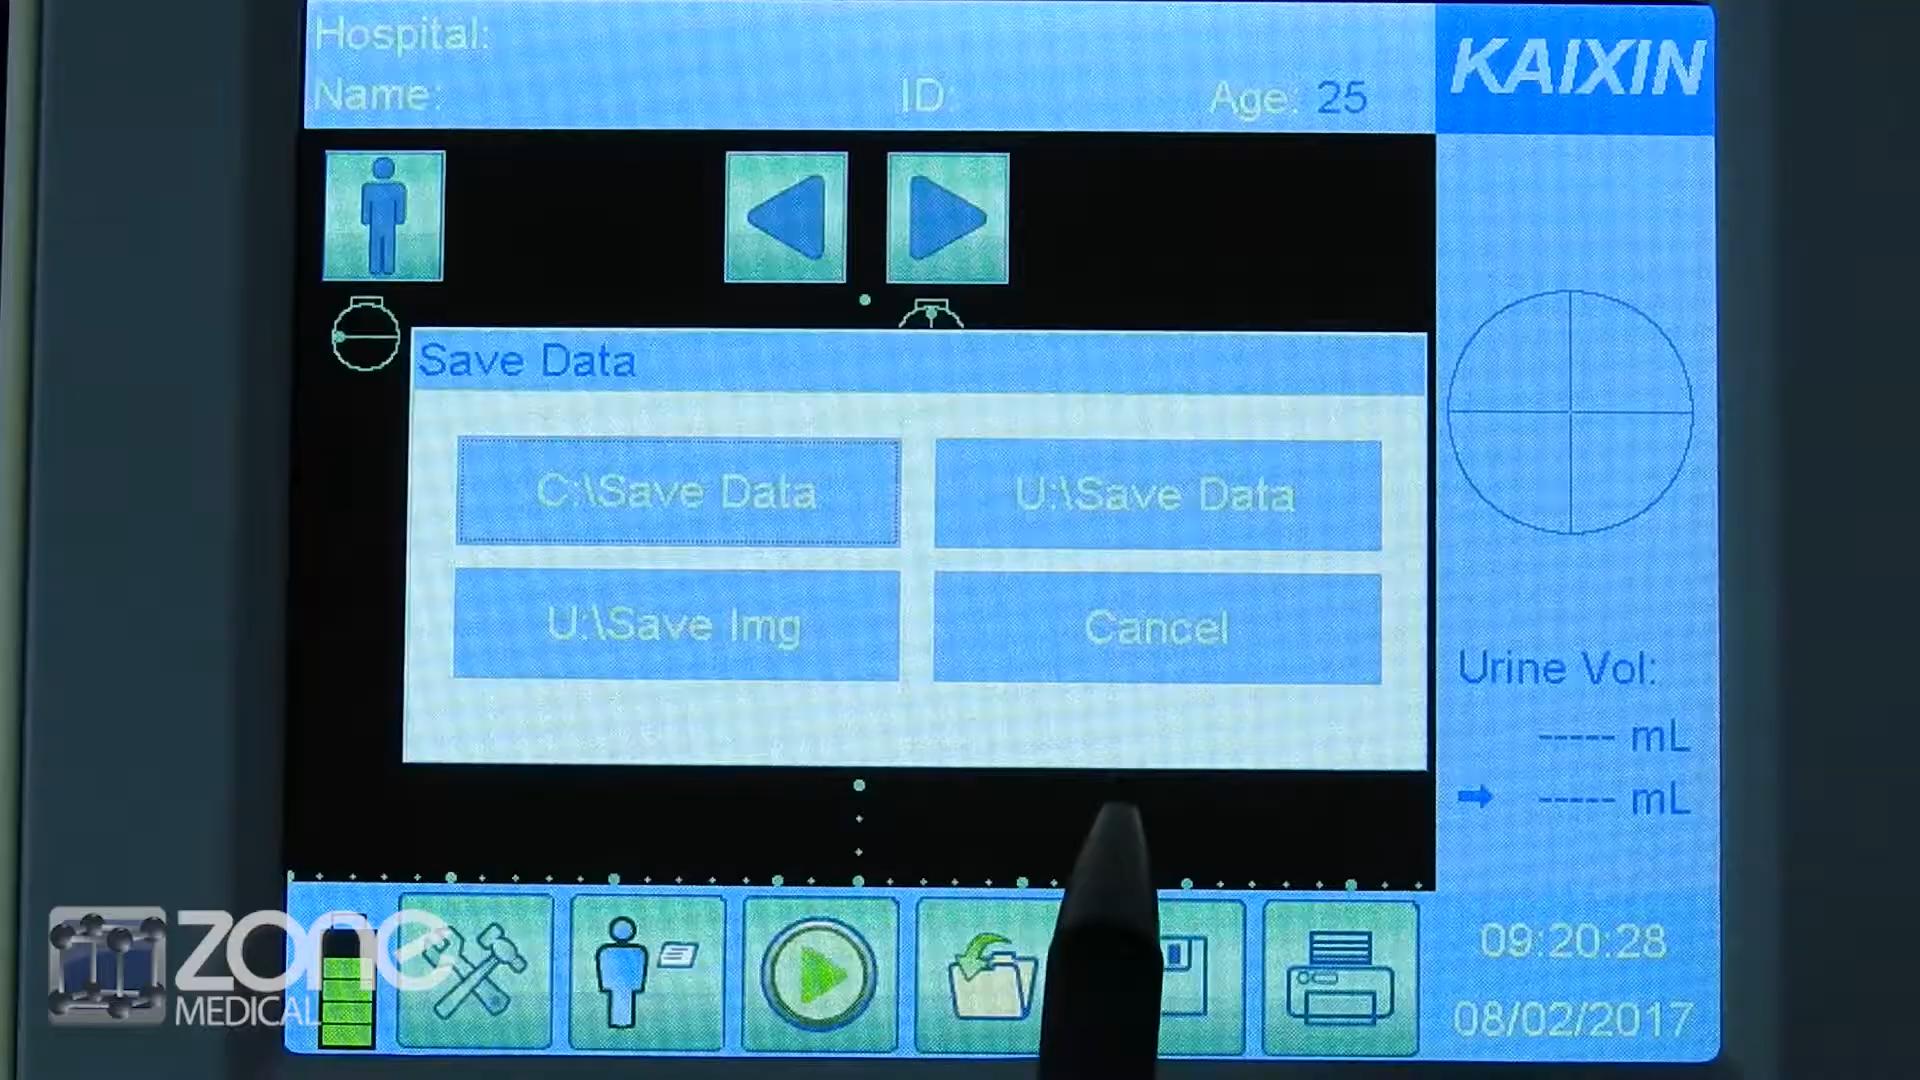 Hospital:
KAIXIN
Name:
ID:
Age: 25
Save Data
C:\Save Data
U:\Save Data
U:\Save Img
Cancel
Urine Vol:
----- mL
➡ ----- mL
09:20:28
08/02/2017
zone
MEDICAL